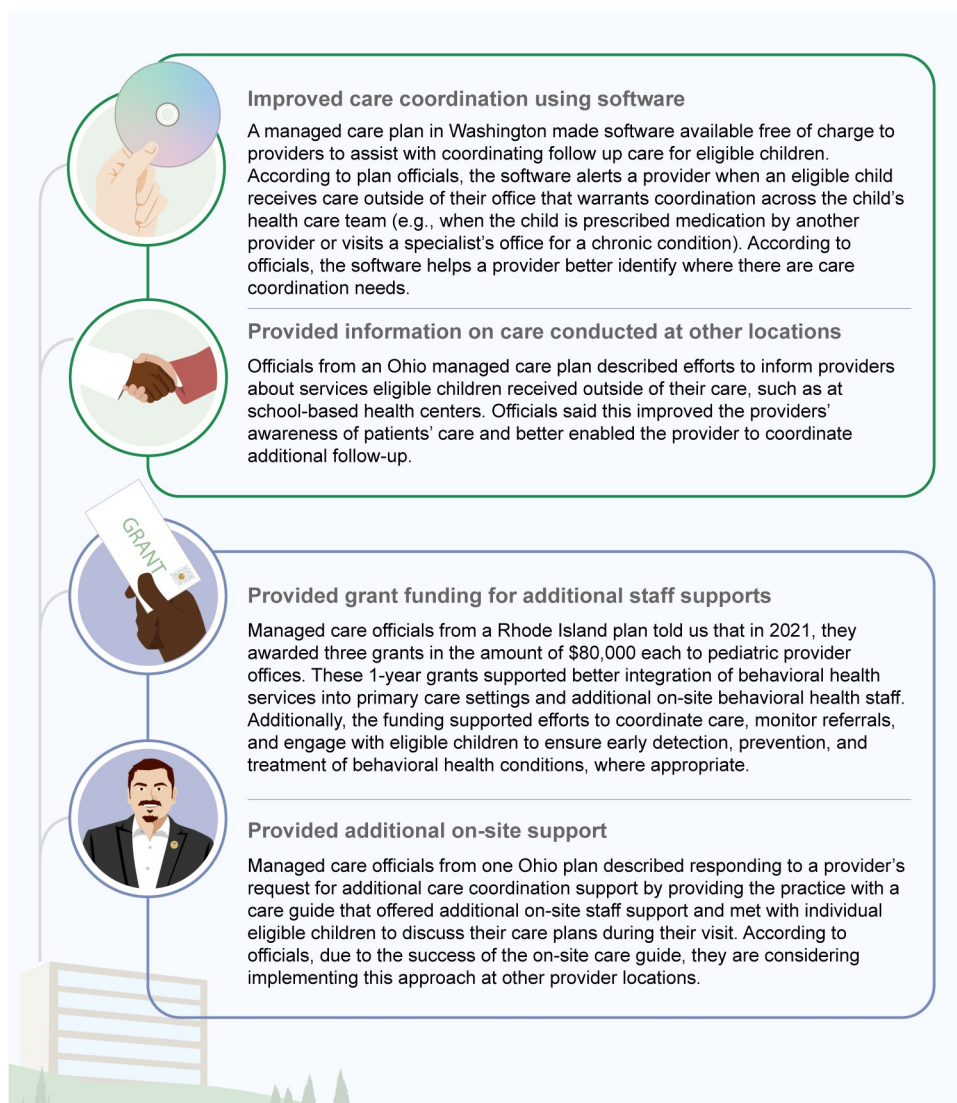 Improved care coordination using software
A managed care plan in Washington made software available free of charge to
providers to assist with coordinating follow up care for eligible children.
According to plan officials, the software alerts a provider when an eligible child
receives care outside of their office that warrants coordination across the child’s
health care team (e.g., when the child is prescribed medication by another
provider or visits a specialist’s office for a chronic condition). According to
officials, the software helps a provider better identify where there are care
coordination needs.
Provided information on care conducted at other locations
Officials from an Ohio managed care plan described efforts to inform providers
about services eligible children received outside of their care, such as at
school-based health centers. Officials said this improved the providers’
awareness of patients’ care and better enabled the provider to coordinate
additional follow-up.
GRANT
Provided grant funding for additional staff supports
Managed care officials from a Rhode Island plan told us that in 2021, they
awarded three grants in the amount of $80,000 each to pediatric provider
offices. These 1-year grants supported better integration of behavioral health
services into primary care settings and additional on-site behavioral health staff.
Additionally, the funding supported efforts to coordinate care, monitor referrals,
and engage with eligible children to ensure early detection, prevention, and
treatment of behavioral health conditions, where appropriate.
Provided additional on-site support
Managed care officials from one Ohio plan described responding to a provider’s
request for additional care coordination support by providing the practice with a
care guide that offered additional on-site staff support and met with individual
eligible children to discuss their care plans during their visit. According to
officials, due to the success of the on-site care guide, they are considering
implementing this approach at other provider locations.